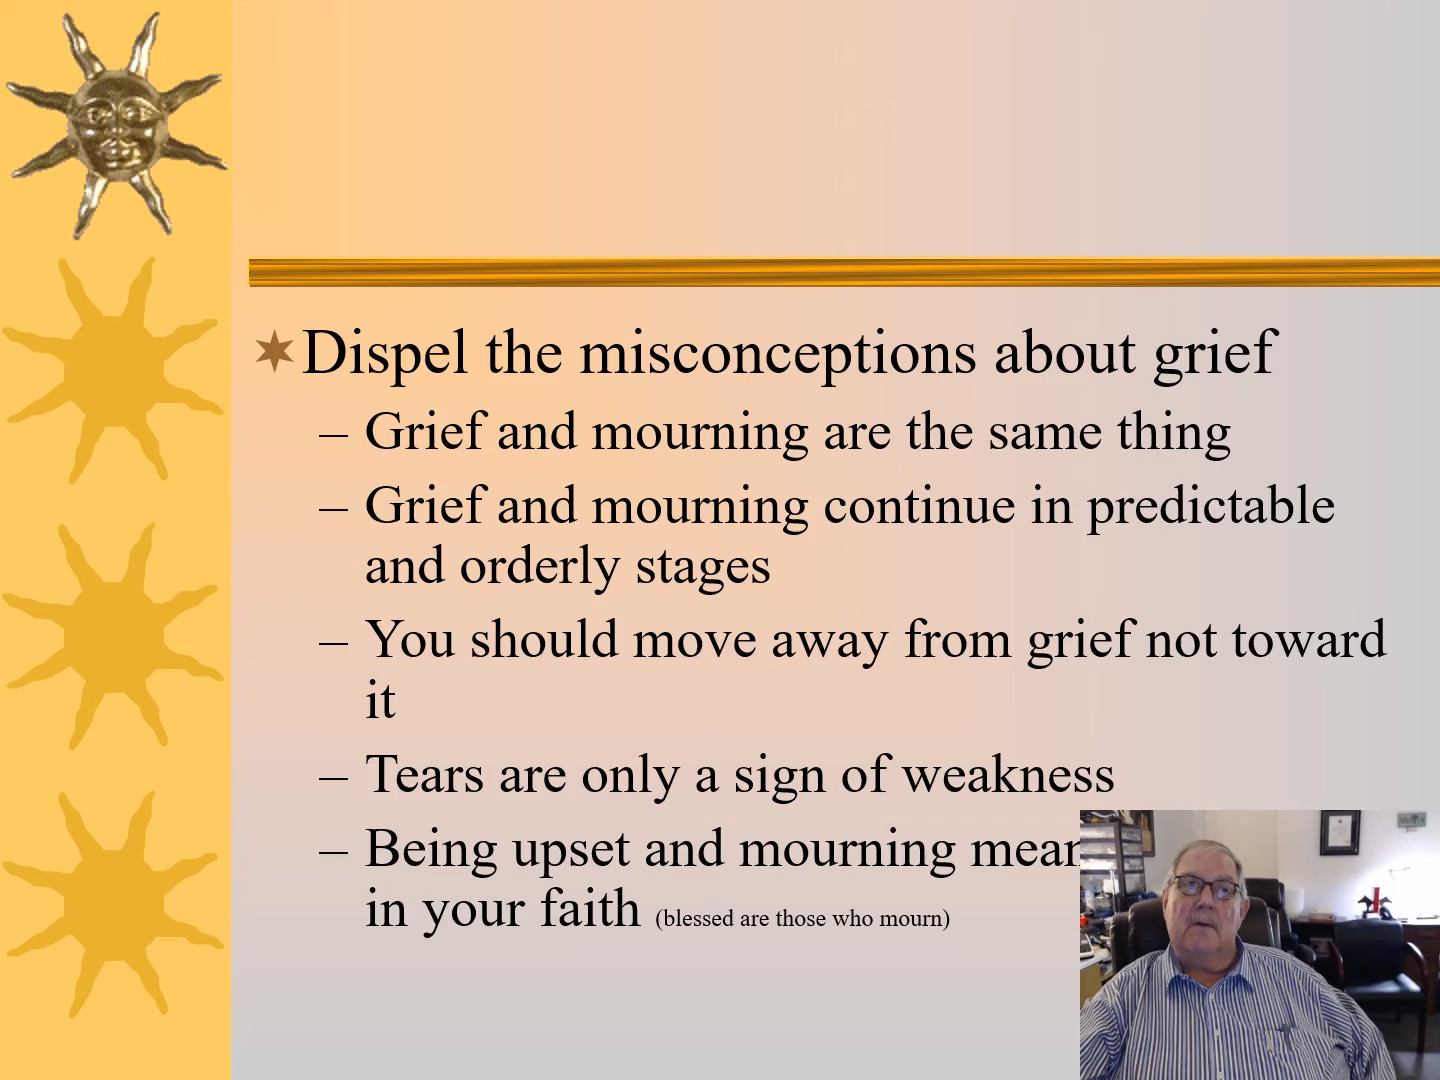 Dispel the misconceptions about grief
– Grief and mourning are the same thing
– Grief and mourning continue in predictable
and orderly stages
– You should move away from grief not toward
it
– Tears are only a sign of weakness
– Being upset and mourning mean
in your faith (blessed are those who mourn)